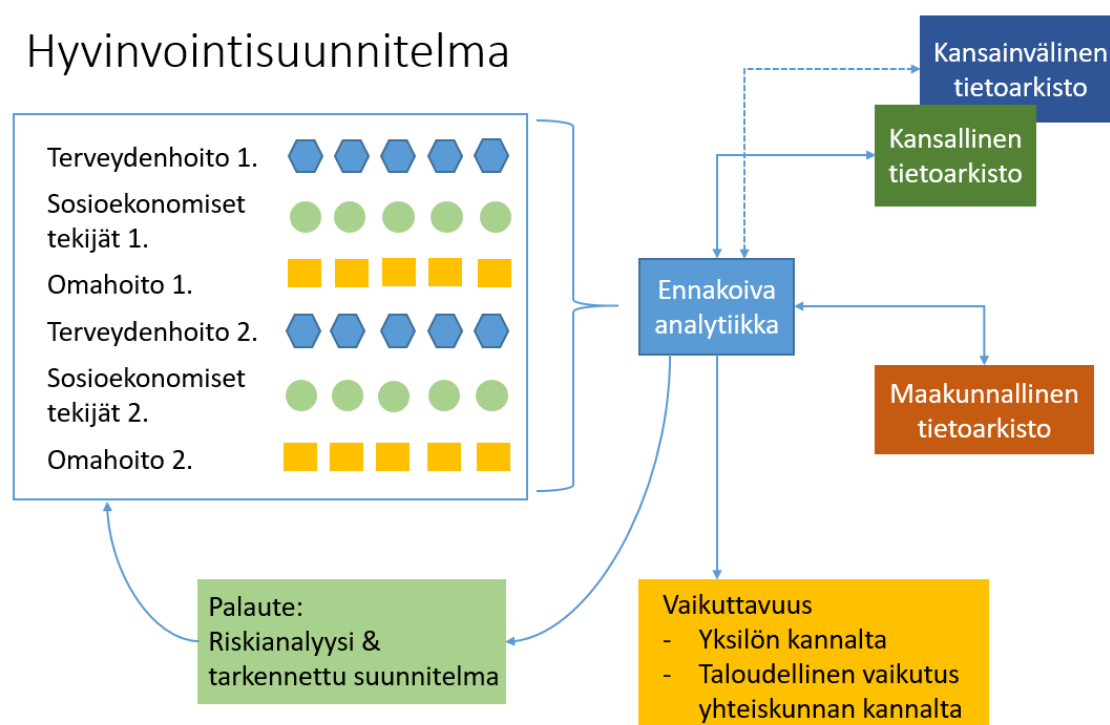 Hyvinvointisuunnitelma
Terveydenhoito 1.
Sosioekonomiset
tekijät 1.
Omahoito 1.
Terveydenhoito 2.
Sosioekonomiset
tekijät 2.
Omahoito 2.
Kansainvälinen
tietoarkisto
Kansallinen
tietoarkisto
Ennakoiva
analytiikka
Maakunnallinen
tietoarkisto
Palaute:
Riskianalyysi &
tarkennettu suunnitelma
Vaikuttavuus
- Yksilön kannalta
- Taloudellinen vaikutus
yhteiskunnan kannalta